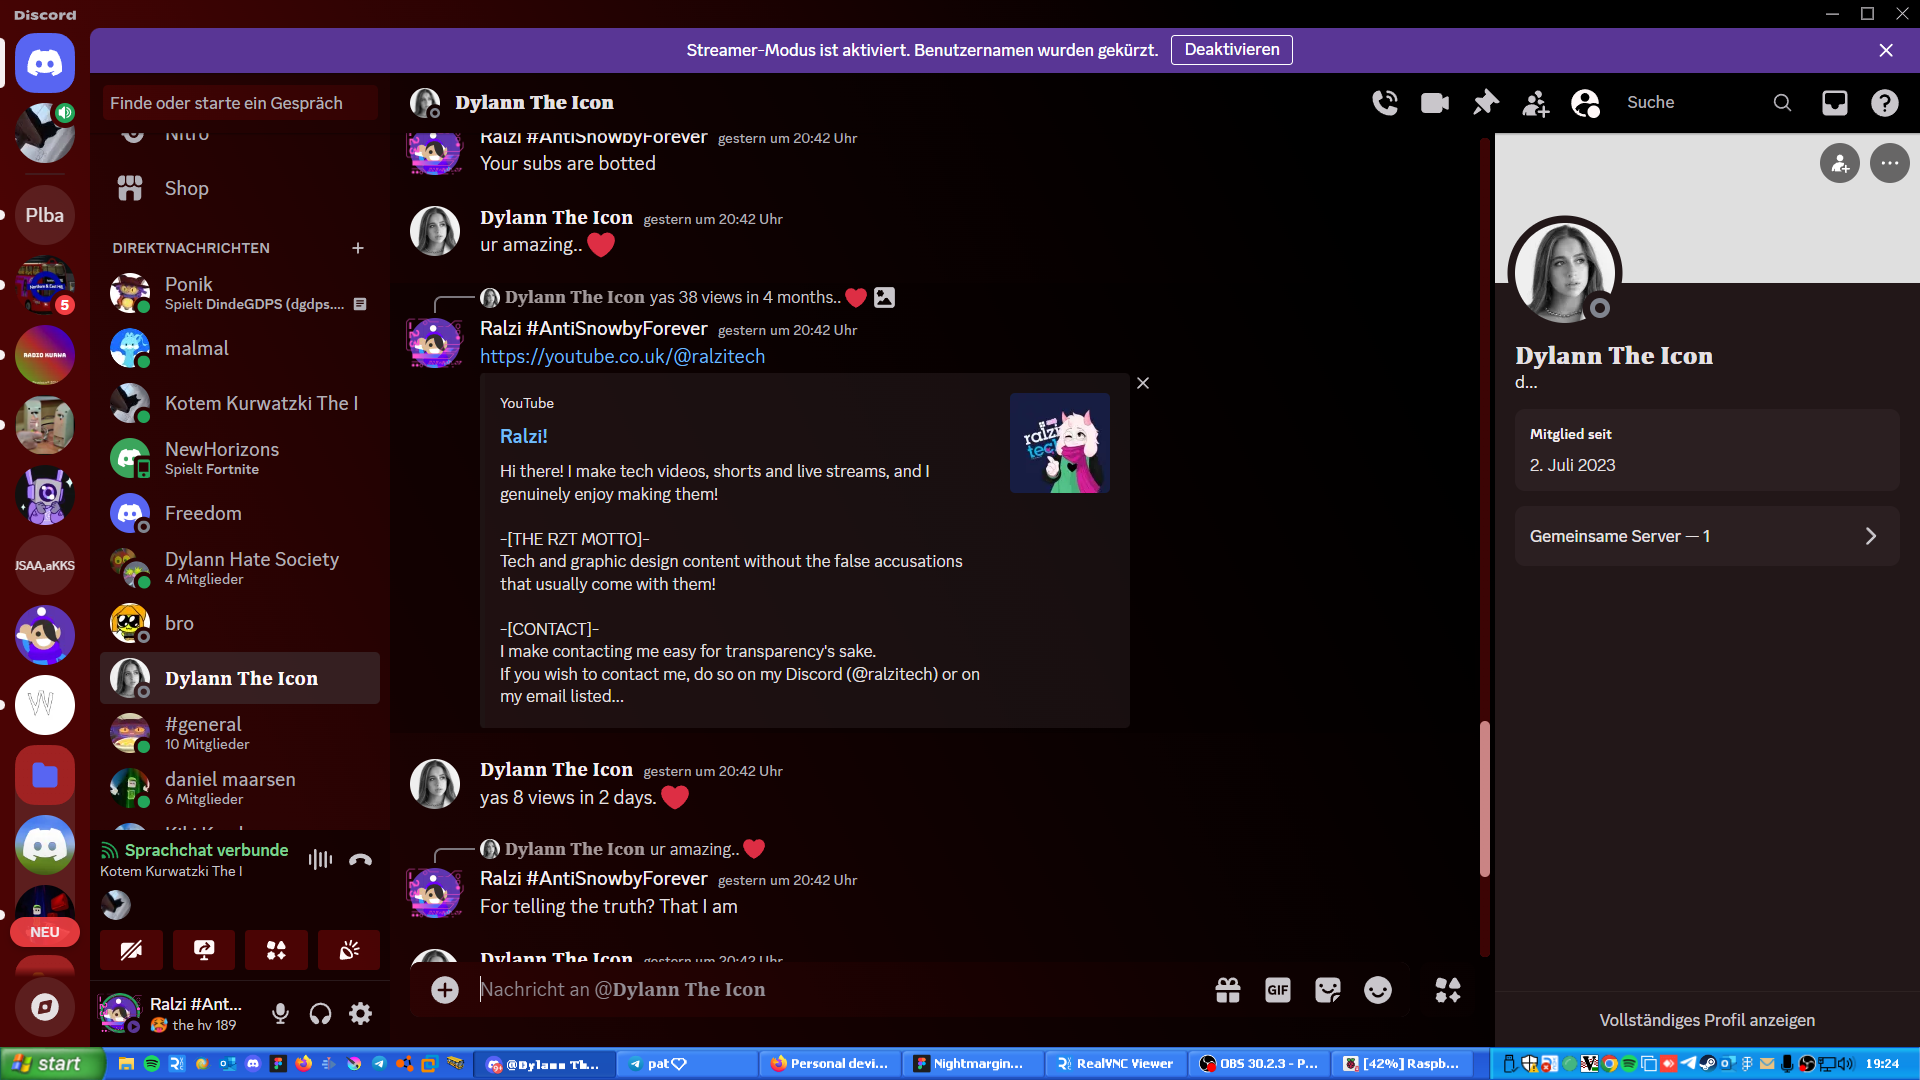 Discord
Streamer-Modus ist aktiviert. Benutzernamen wurden gekürzt.
Deaktivieren
Finde oder starte ein Gespräch
Nitro
Shop
DIREKTNACHRICHTEN
Ponik
Spielt DindeGDPS (dgdps....
malmal
Kotem Kurwatzki The I
NewHorizons
Spielt Fortnite
Freedom
Dylann Hate Society
4 Mitglieder
bro
Dylann The Icon
#general
10 Mitglieder
daniel maarsen
6 Mitglieder
Sprachchat verbunde
Kotem Kurwatzki The I
Ralzi #Ant...
the hv 189
Plba
5
RADIO KURWA
JSAA,aKKS
W
NEU
Dylann The Icon
Suche
Ralzi #AntiSnowbyForever gestern um 20:42 Uhr
Your subs are botted
Dylann The Icon gestern um 20:42 Uhr
ur amazing.. ❤
Dylann The Icon yas 38 views in 4 months.. ❤
Ralzi #AntiSnowbyForever gestern um 20:42 Uhr
https://youtube.co.uk/@ralzitech
YouTube
Ralzi!
Hi there! I make tech videos, shorts and live streams, and I
genuinely enjoy making them!
-[THE RZT MOTTO]-
Tech and graphic design content without the false accusations
that usually come with them!
-[CONTACT]-
I make contacting me easy for transparency's sake.
If you wish to contact me, do so on my Discord (@ralzitech) or on
my email listed...
ralzi
tech
Dylann The Icon gestern um 20:42 Uhr
yas 8 views in 2 days. ❤
Dylann The Icon ur amazing.. ❤
Ralzi #AntiSnowbyForever gestern um 20:42 Uhr
For telling the truth? That I am
Dylann The Icon gestern um 20:42 Uhr
Nachricht an @Dylann The Icon
GIF
Dylann The Icon
d...
Mitglied seit
2. Juli 2023
Gemeinsame Server — 1
Vollständiges Profil anzeigen
start
@Dylann Th...
pat♡
Personal devi...
Nightmargin...
RealVNC Viewer
OBS 30.2.3 - P...
[42%] Raspb...
19:24